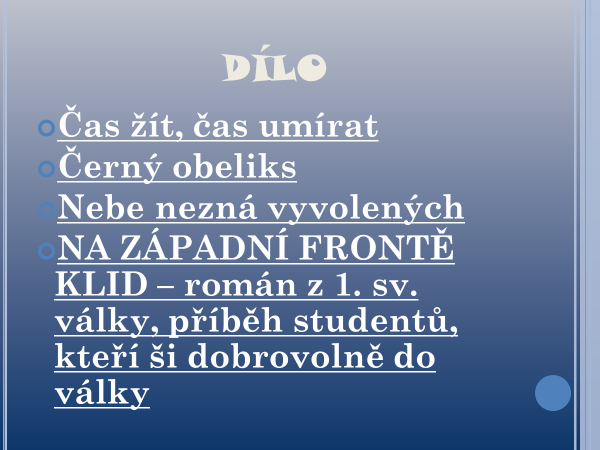 DÍLO
Čas žít, čas umírat
Černý obeliks
Nebe nezná vyvolených
NA ZÁPADNÍ FRONTĚ
KLID – román z 1. sv.
války, příběh studentů,
kteří ši dobrovolně do
války